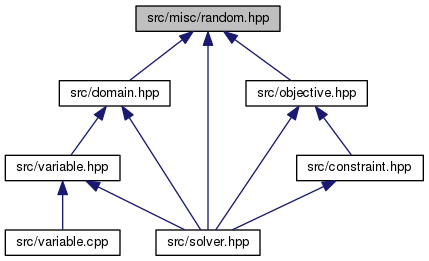 src/misc/random.hpp
src/domain.hpp
src/objective.hpp
src/variable.hpp
src/constraint.hpp
src/variable.cpp
src/solver.hpp